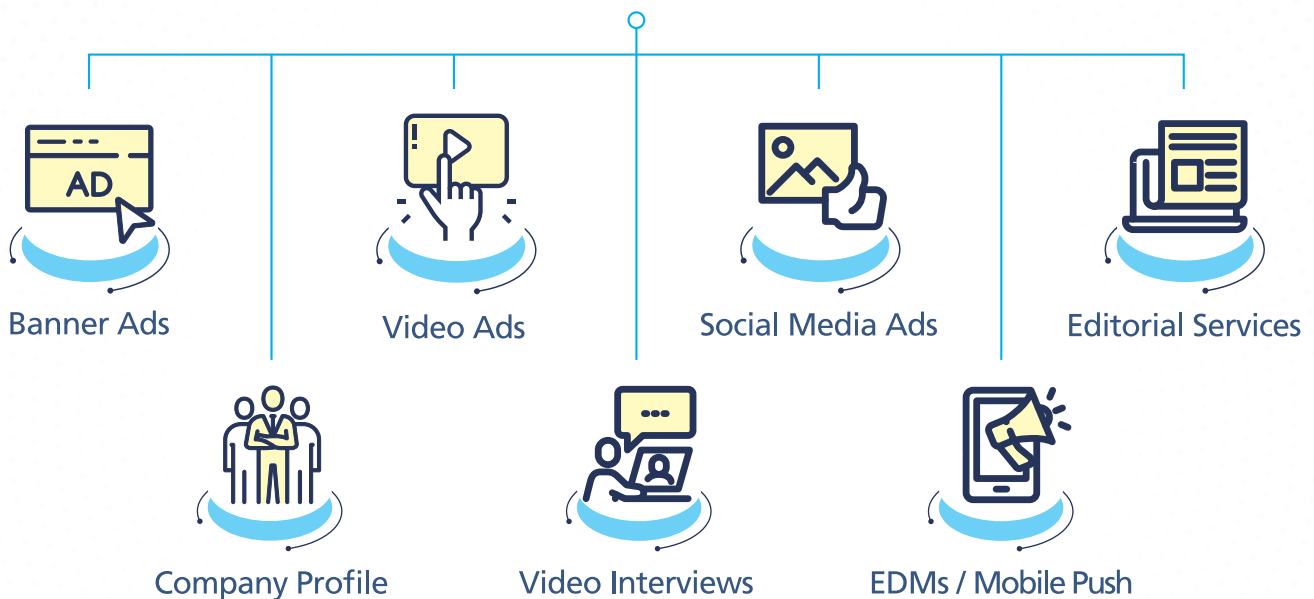 AD
Banner Ads
Video Ads
Social Media Ads
Editorial Services
Company Profile
Video Interviews
EDMs / Mobile Push